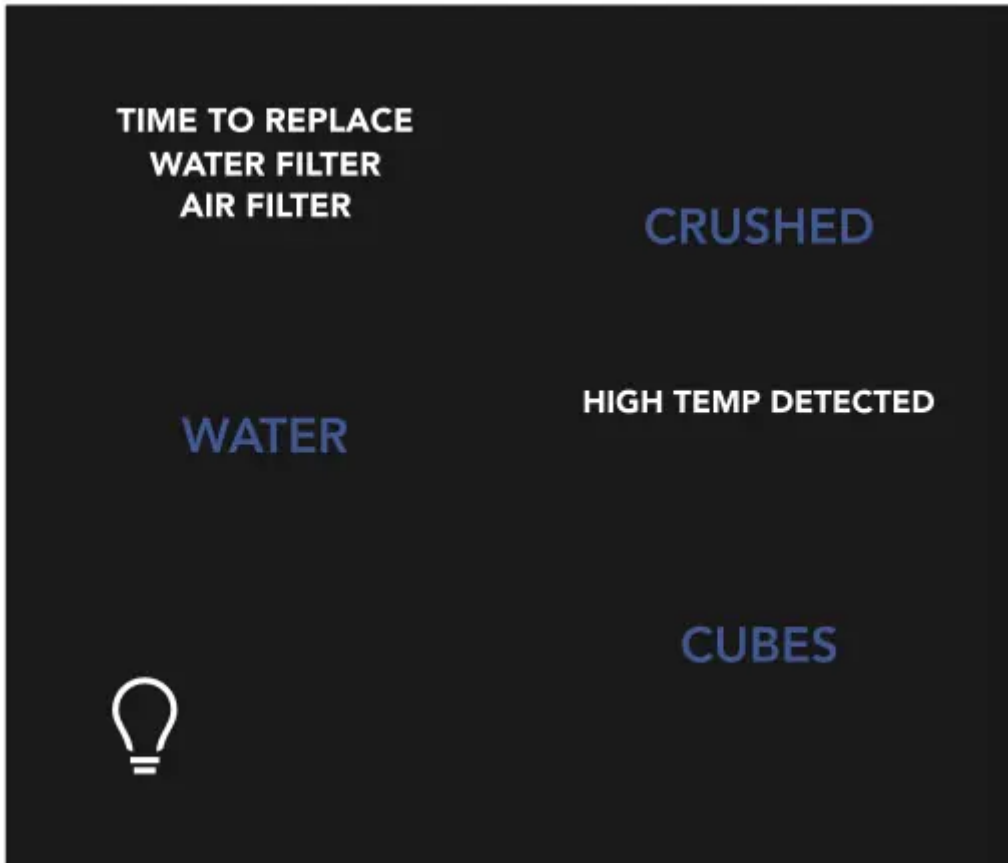 TIME TO REPLACE
WATER FILTER
AIR FILTER
CRUSHED
WATER
HIGH TEMP DETECTED
CUBES